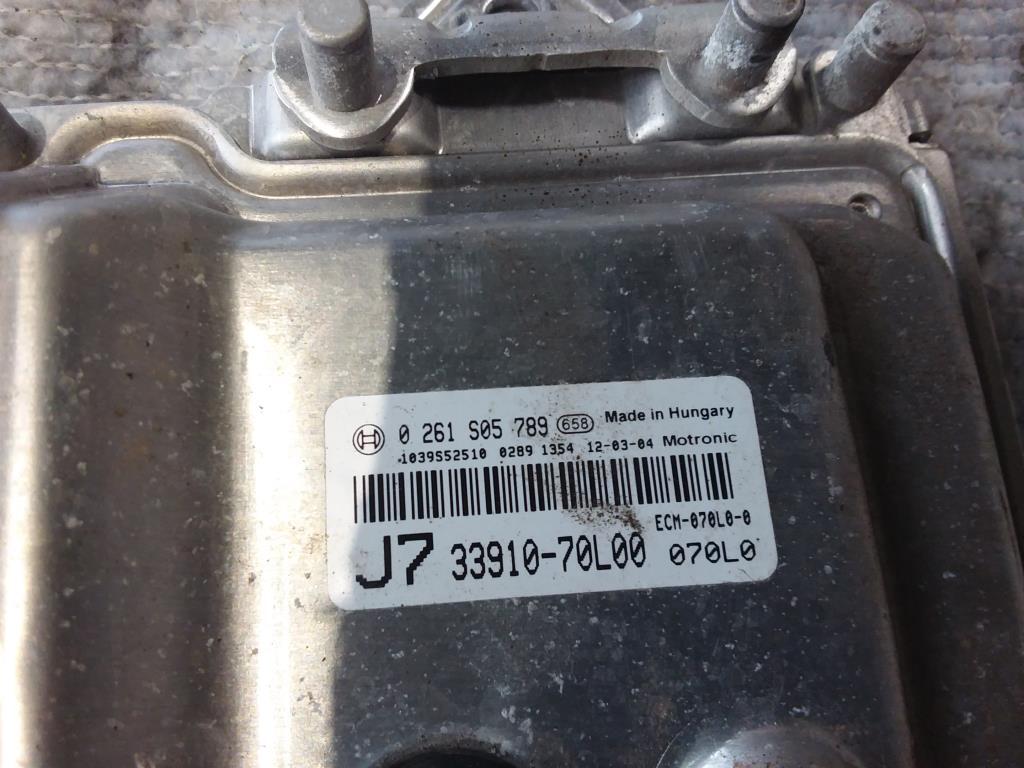 0 261 S05 789 658 Made in Hungary
1039S52510 0289 1354 12-03-04 Motronic
ECM-070L0-0
J7 33910-70L00 070L0